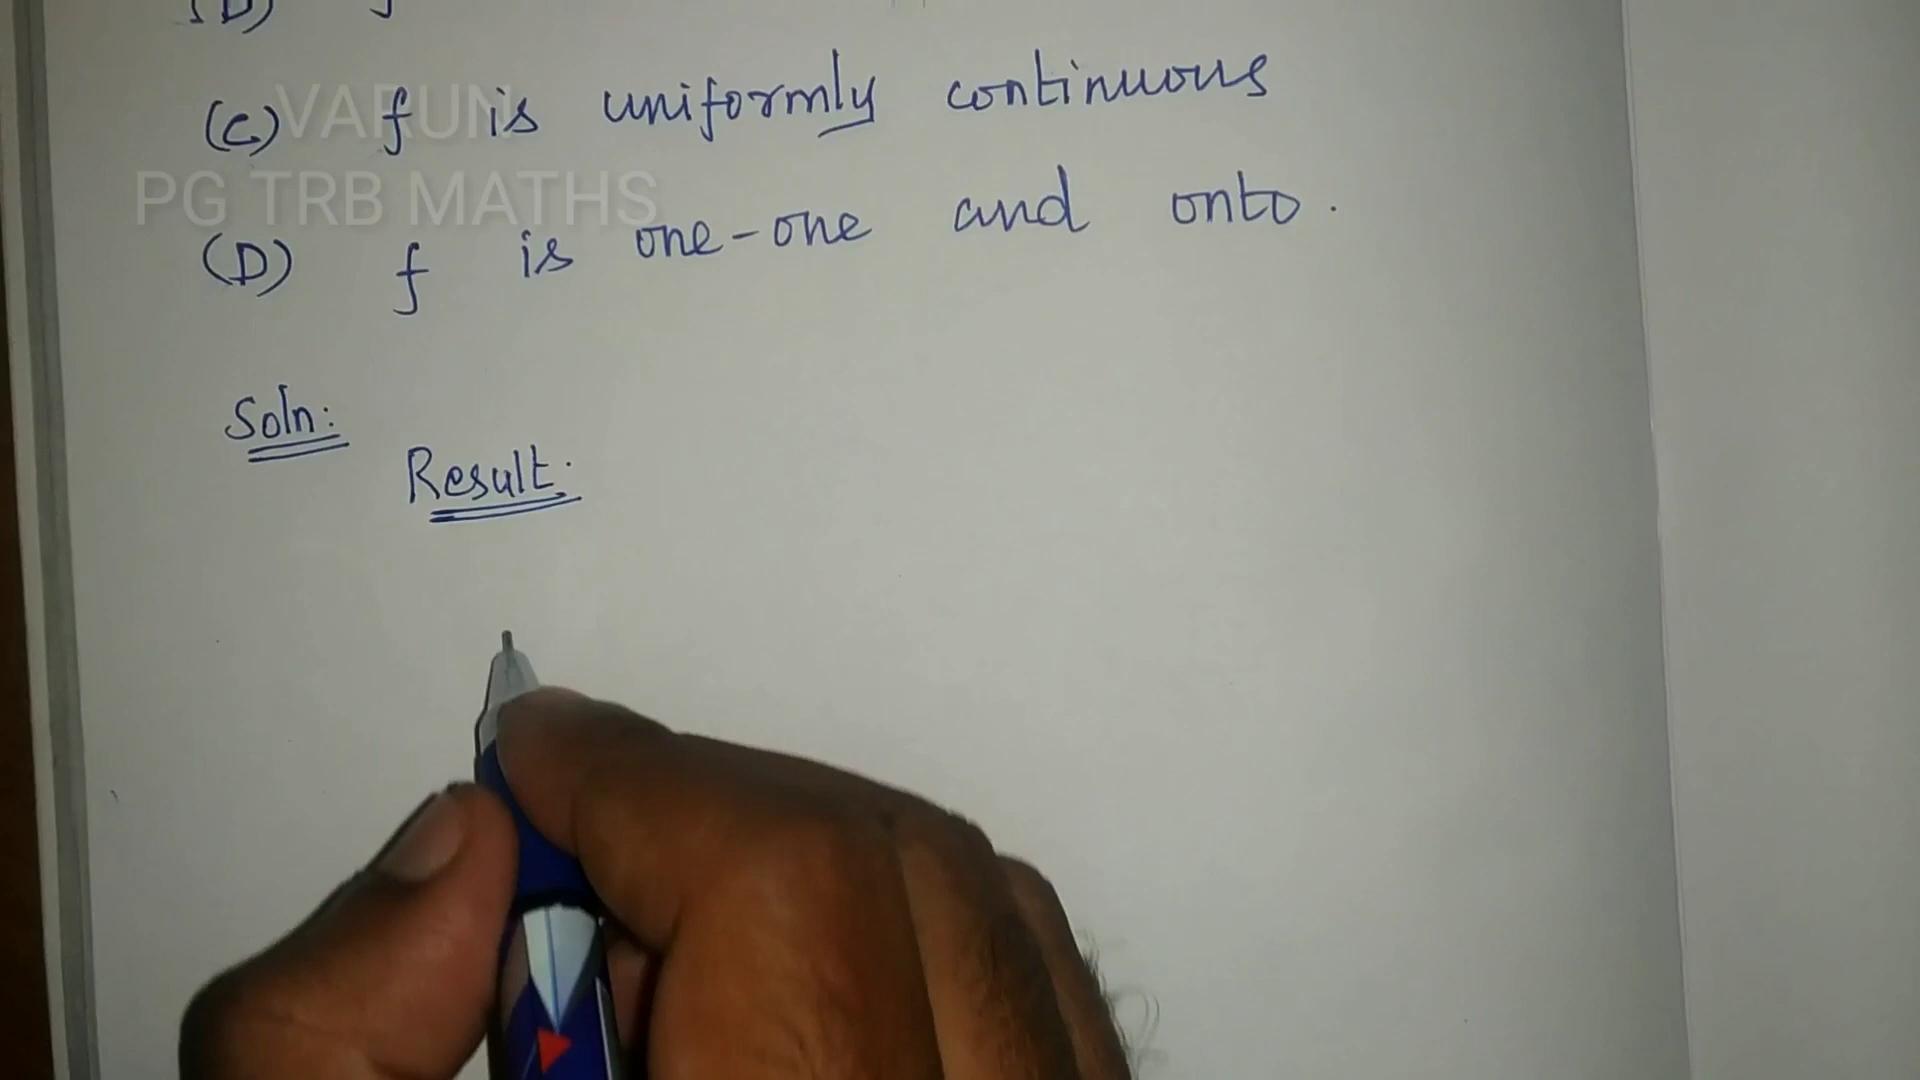 (C) f is uniformly continuous
VARUN
PG TRB MATHS
(D) f is one-one and onto.
Soln:
Result: